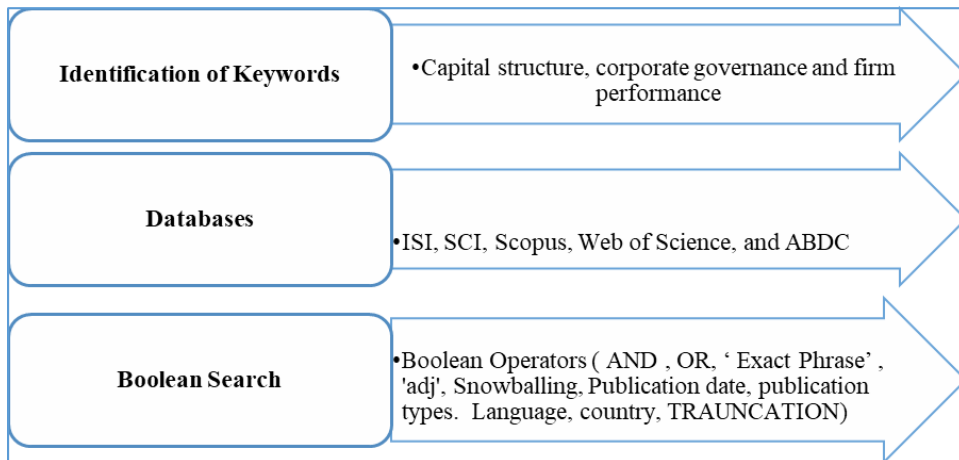 Identification of Keywords
•Capital structure, corporate governance and firm
performance
Databases
•ISI, SCI, Scopus, Web of Science, and ABDC
Boolean Search
•Boolean Operators ( AND , OR, ‘ Exact Phrase’ ,
'adj', Snowballing, Publication date, publication
types.  Language, country, TRAUNCATION)